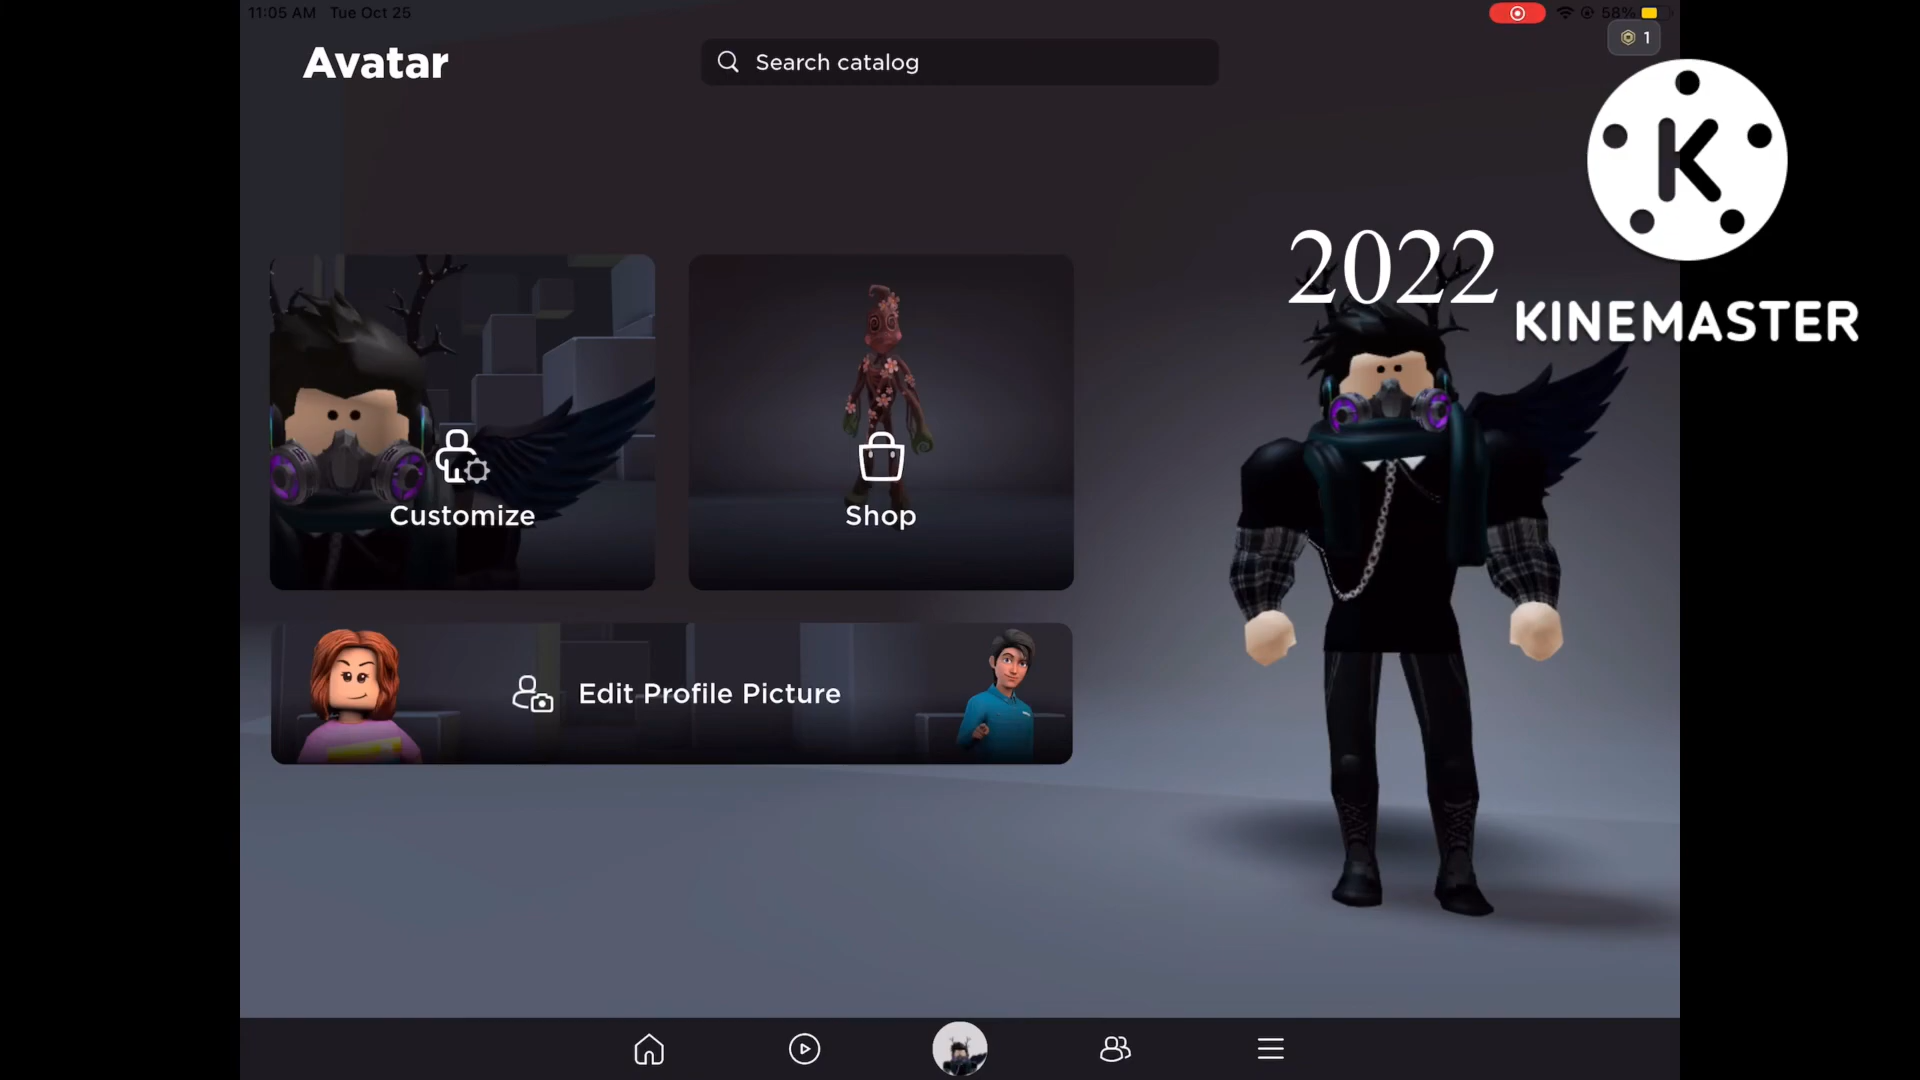 11:05 AM Tue Oct 25
58%
Avatar
Search catalog
1
K
KINEMASTER
2022
Customize
Shop
Edit Profile Picture